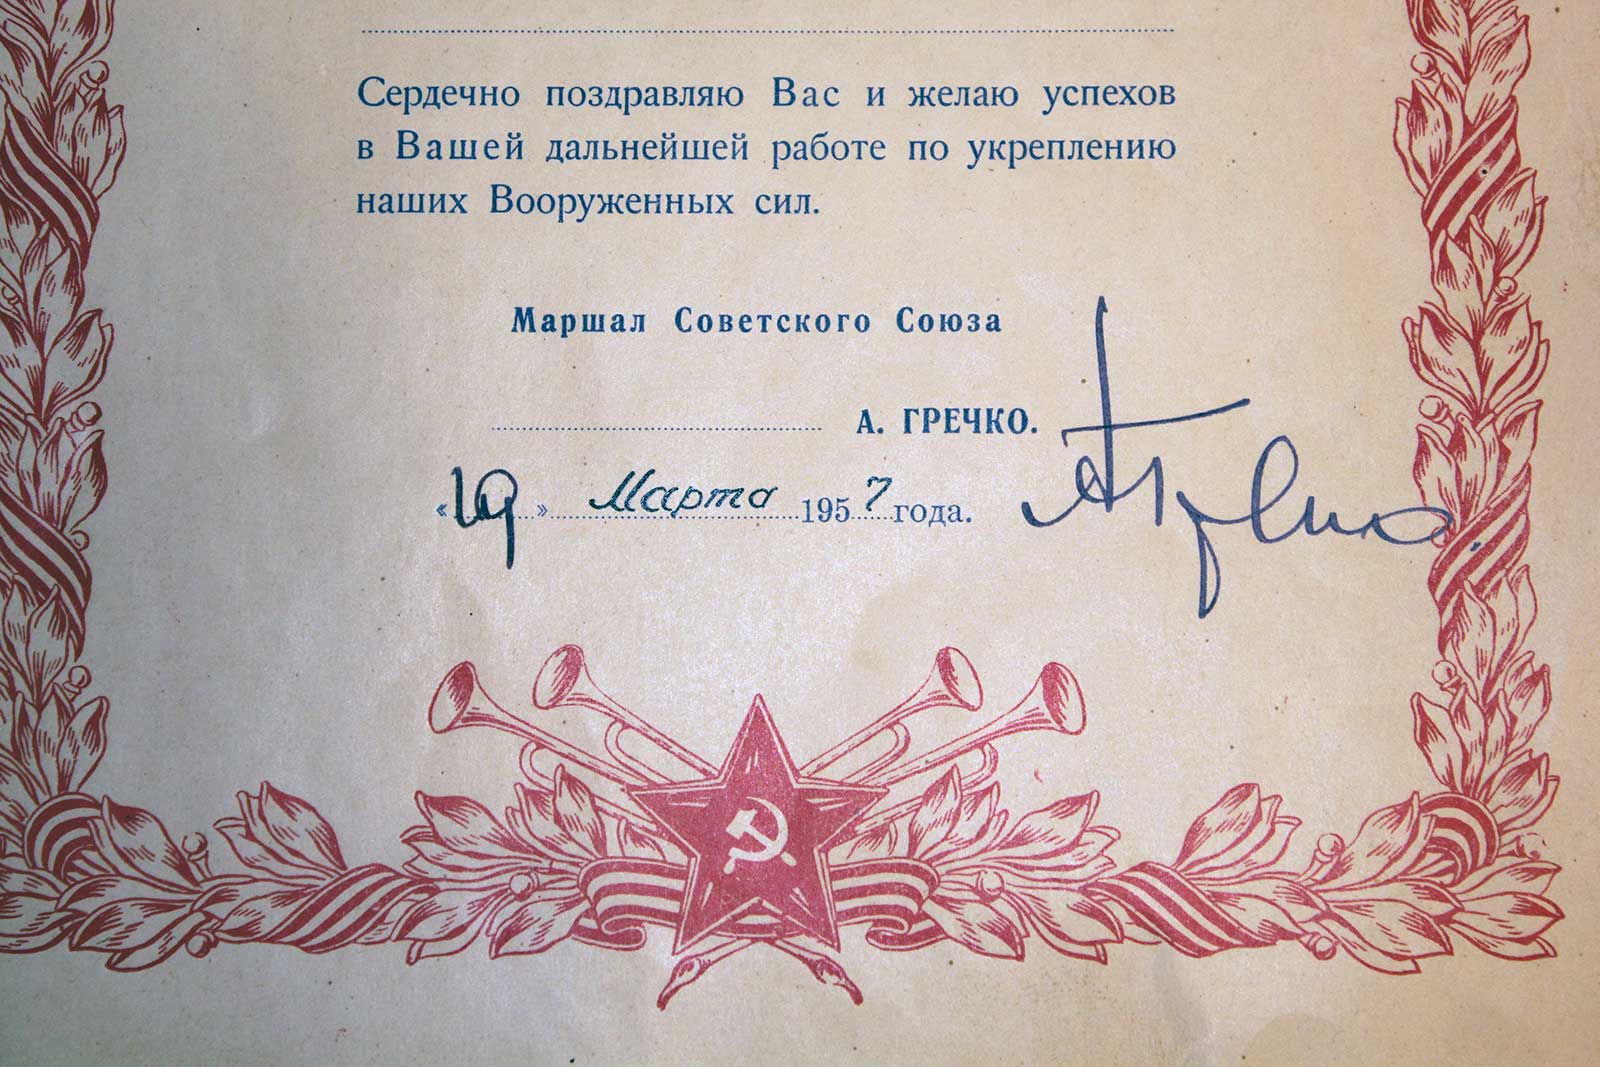 Сердечно поздравляю Вас и желаю успехов
в Вашей дальнейшей работе по укреплению
наших Вооруженных сил.
Маршал Советского Союза
А. ГРЕЧКО.
«19» Марта 1957 года.
АГречко